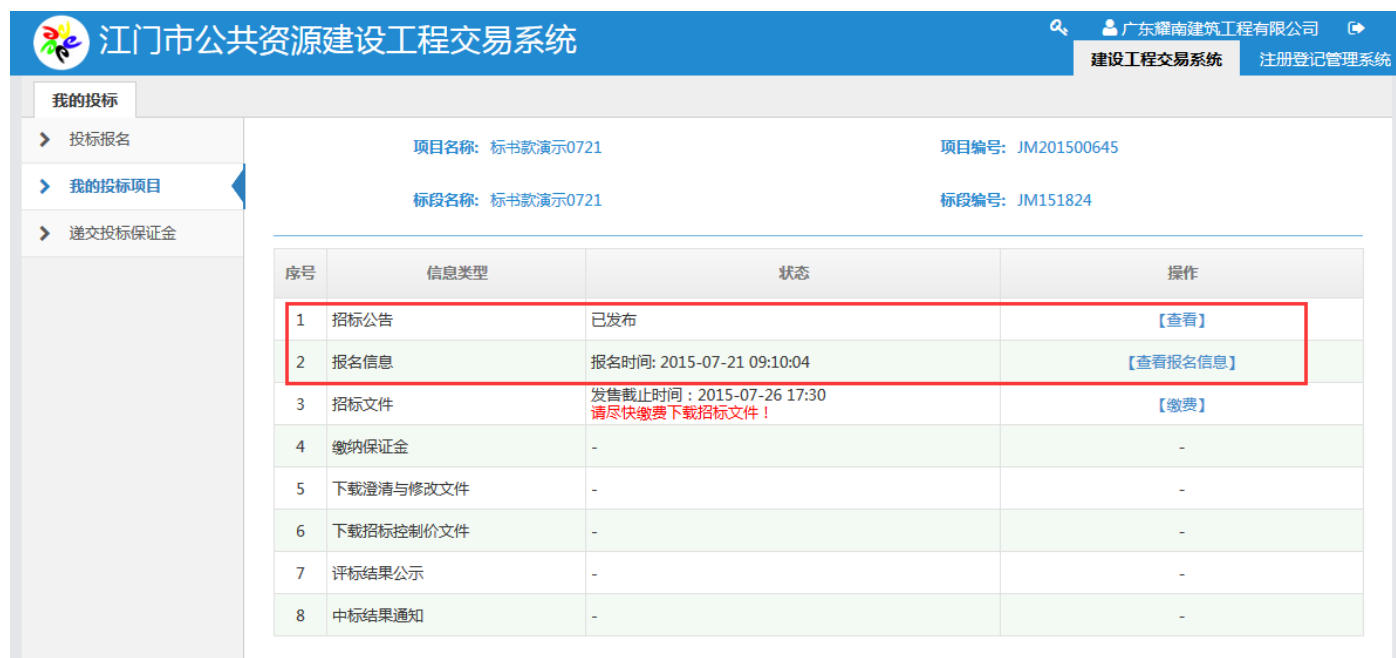 江门市公共资源建设工程交易系统
广东耀南建筑工程有限公司
建设工程交易系统 注册登记管理系统
我的投标
投标报名
我的投标项目
递交投标保证金
项目名称: 标书款演示0721 项目编号: JM201500645
标段名称: 标书款演示0721 标段编号: JM151824
序号 信息类型 状态 操作
1 招标公告 已发布 【查看】
2 报名信息 报名时间: 2015-07-21 09:10:04 【查看报名信息】
3 招标文件 发售截止时间：2015-07-26 17:30 【缴费】
请尽快缴费下载招标文件！
4 缴纳保证金 - -
5 下载澄清与修改文件 - -
6 下载招标控制价文件 - -
7 评标结果公示 - -
8 中标结果通知 - -